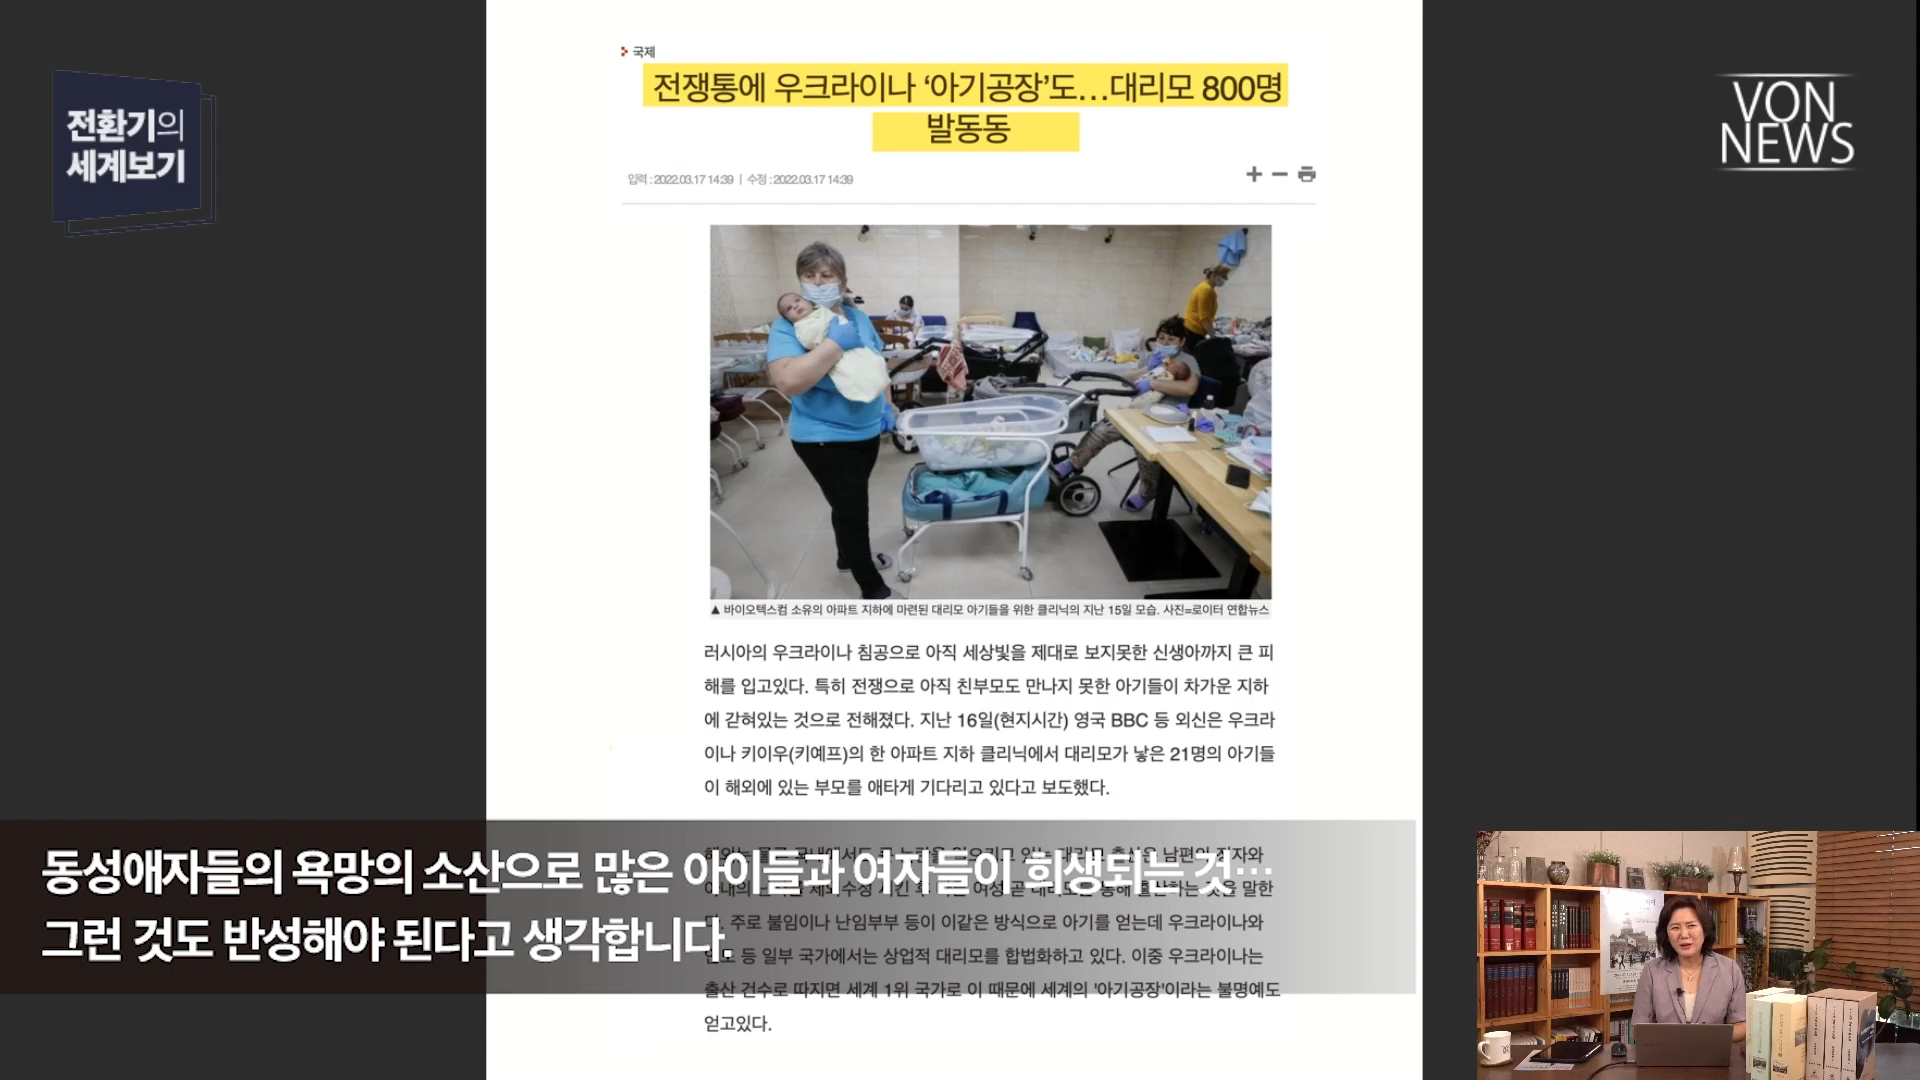 국제
전쟁통에 우크라이나 ‘아기공장’도…대리모 800명
발동동
입력 : 2022.03.17 14:39 | 수정 : 2022.03.17 14:39
전환기의
세계보기
VON
NEWS
▲ 바이오텍스컴 소유의 아파트 지하에 마련된 대리모 아기들을 위한 클리닉의 지난 15일 모습. 사진=로이터 연합뉴스
러시아의 우크라이나 침공으로 아직 세상빛을 제대로 보지못한 신생아까지 큰 피
해를 입고있다. 특히 전쟁으로 아직 친부모도 만나지 못한 아기들이 차가운 지하
에 갇혀있는 것으로 전해졌다. 지난 16일(현지시간) 영국 BBC 등 외신은 우크라
이나 키이우(키예프)의 한 아파트 지하 클리닉에서 대리모가 낳은 21명의 아기들
이 해외에 있는 부모를 애타게 기다리고 있다고 보도했다.
남편의
말한
주로 불임이나 난임부부 등이 이같은 방식으로 아기를 얻는데 우크라이나와
등 일부 국가에서는 상업적 대리모를 합법화하고 있다. 이중 우크라이나는
출산 건수로 따지면 세계 1위 국가로 이 때문에 세계의 '아기공장'이라는 불명예도
얻고있다.
동성애자들의 욕망의 소산으로 많은 아이들과 여자들이 희생되는 것…
그런 것도 반성해야 된다고 생각합니다.